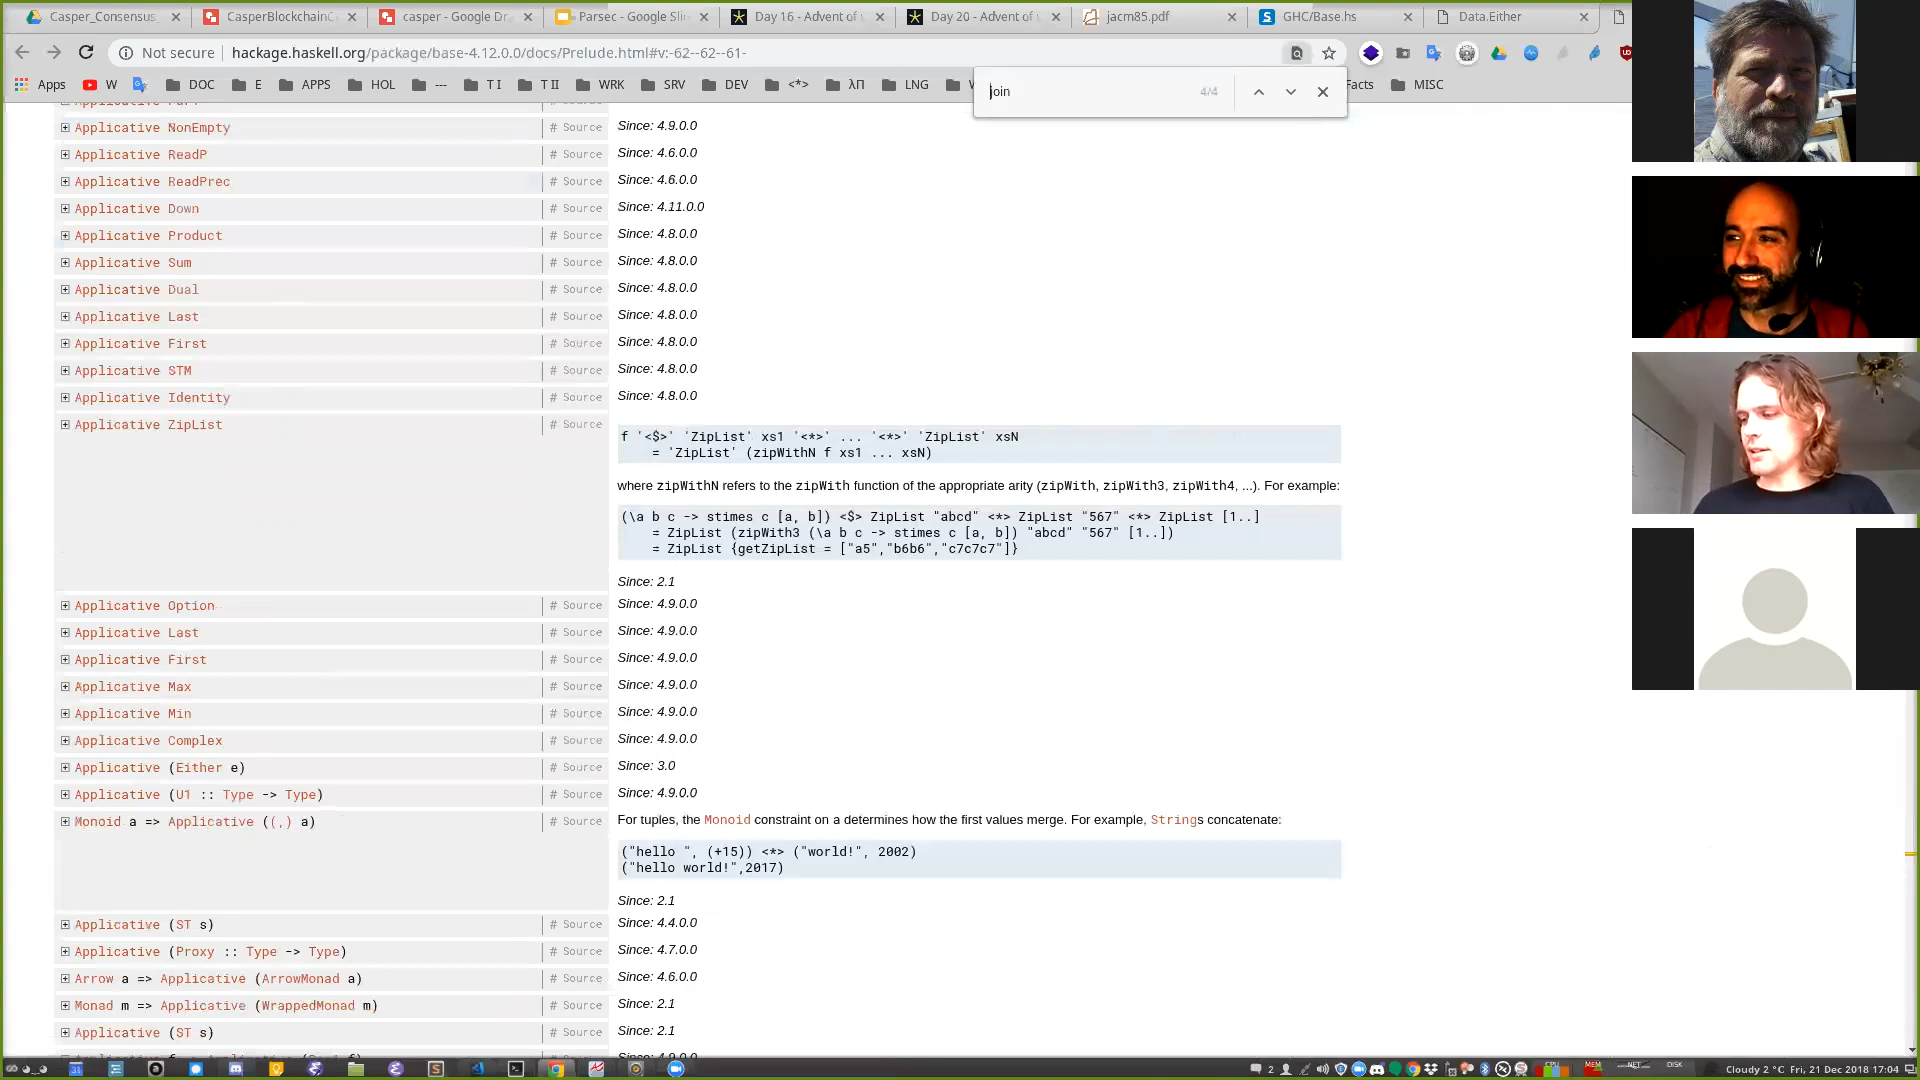 Casper_Consensus_
CasperBlockchainC
casper - Google Dr
Parsec - Google Slid
Day 16 - Advent of
Day 20 - Advent of
jacm85.pdf
GHC/Base.hs
Data.Either
Not secure
hackage.haskell.org/package/base-4.12.0.0/docs/Prelude.html#v:-62--62--61-
Apps
W
DOC
E
APPS
HOL
---
T I
T II
WRK
SRV
DEV
<*>
λΠ
LNG
Facts
MISC
join
4/4
Applicative NonEmpty # Source Since: 4.9.0.0
Applicative ReadP # Source Since: 4.6.0.0
Applicative ReadPrec # Source Since: 4.6.0.0
Applicative Down # Source Since: 4.11.0.0
Applicative Product # Source Since: 4.8.0.0
Applicative Sum # Source Since: 4.8.0.0
Applicative Dual # Source Since: 4.8.0.0
Applicative Last # Source Since: 4.8.0.0
Applicative First # Source Since: 4.8.0.0
Applicative STM # Source Since: 4.8.0.0
Applicative Identity # Source Since: 4.8.0.0
Applicative ZipList # Source
f '<$>' 'ZipList' xs1 '<*>' ... '<*>' 'ZipList' xsN
= 'ZipList' (zipWithN f xs1 ... xsN)
where zipWithN refers to the zipWith function of the appropriate arity (zipWith, zipWith3, zipWith4, ...). For example:
(\a b c -> stimes c [a, b]) <$> ZipList "abcd" <*> ZipList "567" <*> ZipList [1..]
= ZipList (zipWith3 (\a b c -> stimes c [a, b]) "abcd" "567" [1..])
= ZipList {getZipList = ["a5","b6b6","c7c7c7"]}
Since: 2.1
Applicative Option # Source Since: 4.9.0.0
Applicative Last # Source Since: 4.9.0.0
Applicative First # Source Since: 4.9.0.0
Applicative Max # Source Since: 4.9.0.0
Applicative Min # Source Since: 4.9.0.0
Applicative Complex # Source Since: 4.9.0.0
Applicative (Either e) # Source Since: 3.0
Applicative (U1 :: Type -> Type) # Source Since: 4.9.0.0
Monoid a => Applicative ((,) a) # Source For tuples, the Monoid constraint on a determines how the first values merge. For example, Strings concatenate:
("hello ", (+15)) <*> ("world!", 2002)
("hello world!",2017)
Since: 2.1
Applicative (ST s) # Source Since: 4.4.0.0
Applicative (Proxy :: Type -> Type) # Source Since: 4.7.0.0
Arrow a => Applicative (ArrowMonad a) # Source Since: 4.6.0.0
Monad m => Applicative (WrappedMonad m) # Source Since: 2.1
Applicative (ST s) # Source Since: 2.1
2
CPU
MEM
NET
DISK
Cloudy 2 °C Fri, 21 Dec 2018 17:04